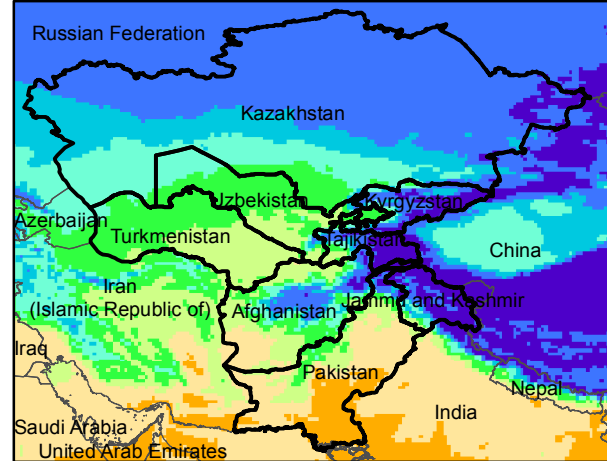 Russian Federation
Kazakhstan
Uzbekistan
Kyrgyzstan
Azerbaijan
Turkmenistan
Tajikistan
China
Iran
(Islamic Republic of)
Afghanistan
Jammu and Kashmir
Iraq
Pakistan
Nepal
India
Saudi Arabia
United Arab Emirates